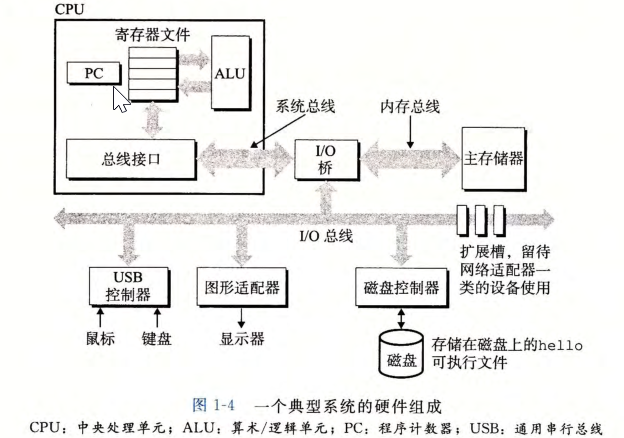 CPU
寄存器文件
PC
ALU
系统总线
内存总线
总线接口
I/O
桥
主存储器
I/O 总线
扩展槽，留待
网络适配器一
类的设备使用
USB
控制器
图形适配器
磁盘控制器
鼠标
键盘
显示器
磁盘
存储在磁盘上的hello
可执行文件
图 1-4 一个典型系统的硬件组成
CPU：中央处理单元；ALU：算术/逻辑单元；PC：程序计数器；USB：通用串行总线